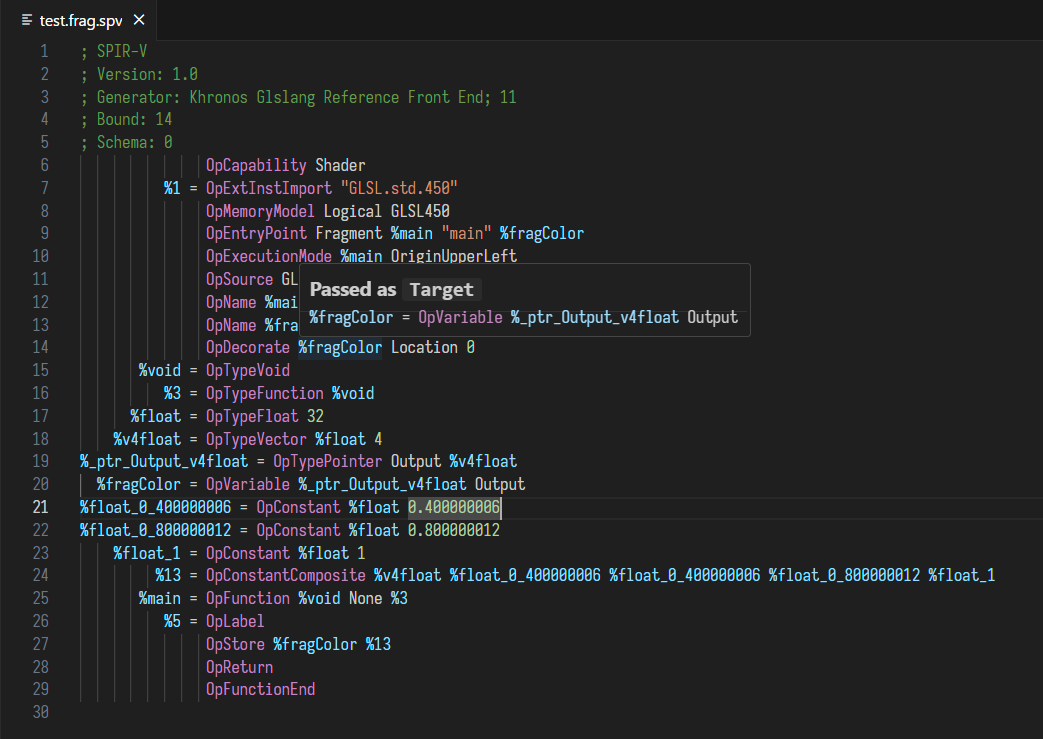 test.frag.spv
1 ; SPIR-V
2 ; Version: 1.0
3 ; Generator: Khronos Glslang Reference Front End; 11
4 ; Bound: 14
5 ; Schema: 0
6 OpCapability Shader
7 %1 = OpExtInstImport "GLSL.std.450"
8 OpMemoryModel Logical GLSL450
9 OpEntryPoint Fragment %main "main" %fragColor
10 OpExecutionMode %main OriginUpperLeft
11 OpSource GL
12 OpName %mai
13 OpName %fra
Passed as Target
%fragColor = OpVariable %_ptr_Output_v4float Output
14 OpDecorate %fragColor Location 0
15 %void = OpTypeVoid
16 %3 = OpTypeFunction %void
17 %float = OpTypeFloat 32
18 %v4float = OpTypeVector %float 4
19 %_ptr_Output_v4float = OpTypePointer Output %v4float
20 %fragColor = OpVariable %_ptr_Output_v4float Output
21 %float_0_400000006 = OpConstant %float 0.400000006
22 %float_0_800000012 = OpConstant %float 0.800000012
23 %float_1 = OpConstant %float 1
24 %13 = OpConstantComposite %v4float %float_0_400000006 %float_0_400000006 %float_0_800000012 %float_1
25 %main = OpFunction %void None %3
26 %5 = OpLabel
27 OpStore %fragColor %13
28 OpReturn
29 OpFunctionEnd
30